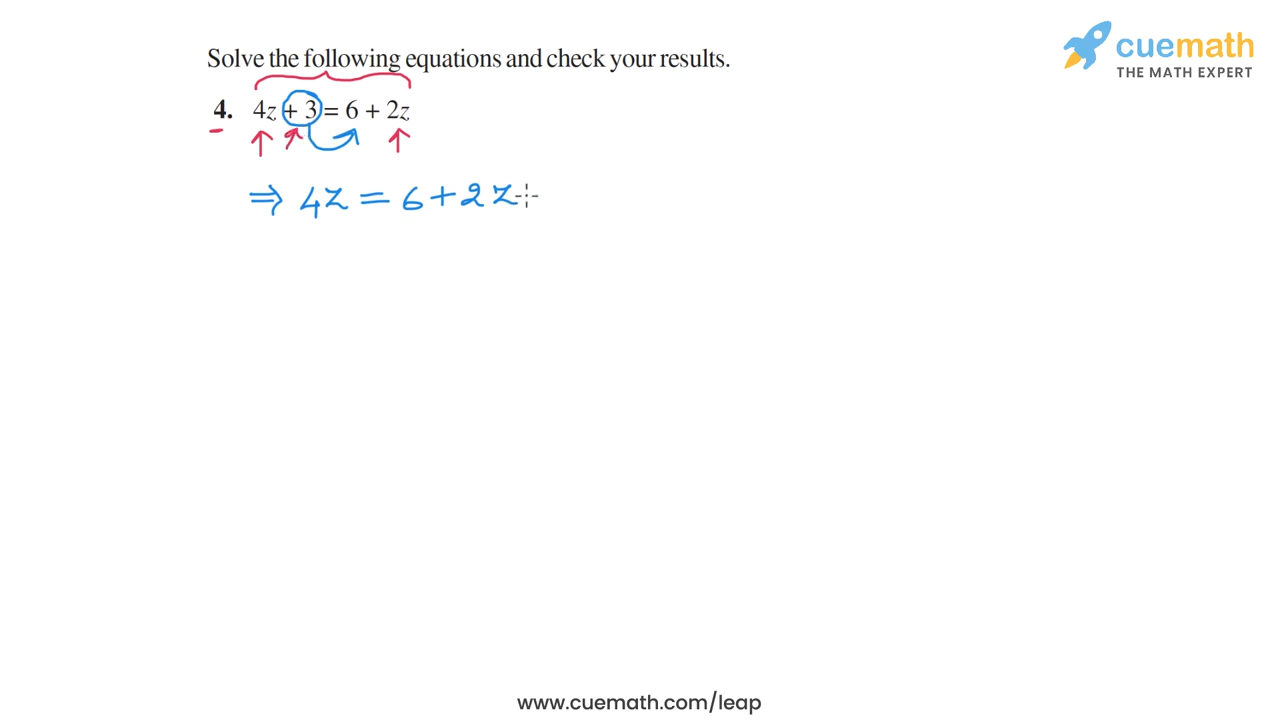 cuemath
THE MATH EXPERT
Solve the following equations and check your results.
4. 4z + 3 = 6 + 2z
⇒ 4z = 6 + 2z
www.cuemath.com/leap